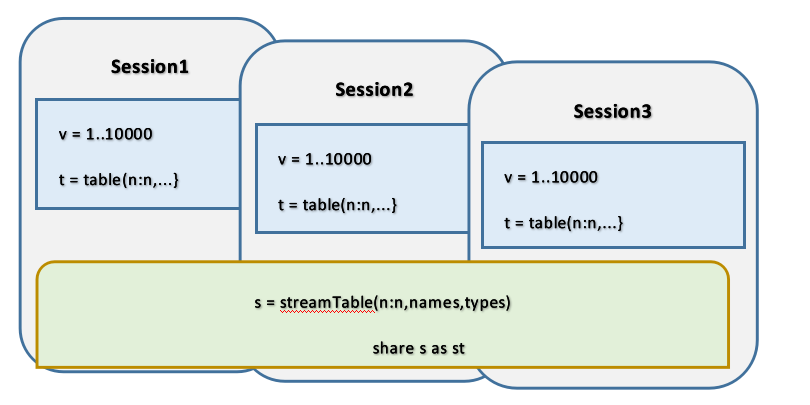 Session1
v = 1..10000
t = table(n:n,...}
Session2
v = 1..10000
t = table(n:n,...}
Session3
v = 1..10000
t = table(n:n,...}
s = streamTable(n:n,names,types)
share s as st